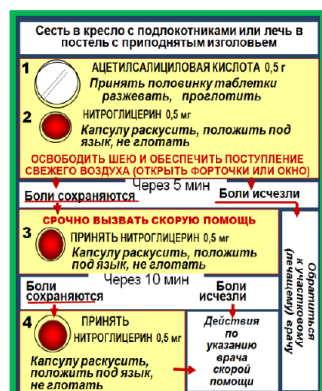 Сесть в кресло с подлокотниками или лечь в
постель с приподнятым изголовьем
1
АЦЕТИЛСАЛИЦИЛОВАЯ КИСЛОТА 0,5 г
Принять половинку таблетки
разжевать, проглотить
2
НИТРОГЛИЦЕРИН 0,5 мг
Капсулу раскусить, положить под
язык, не глотать
ОСВОБОДИТЬ ШЕЮ И ОБЕСПЕЧИТЬ ПОСТУПЛЕНИЕ
СВЕЖЕГО ВОЗДУХА (ОТКРЫТЬ ФОРТОЧКИ ИЛИ ОКНО)
Через 5 мин
Боли сохраняются
Боли исчезли
СРОЧНО ВЫЗВАТЬ СКОРУЮ ПОМОЩЬ
3
ПРИНЯТЬ НИТРОГЛИЦЕРИН 0,5 мг
Капсулу раскусить, положить
под язык, не глотать
Через 10 мин
Боли
сохраняются
Боли
исчезли
Обратиться
к участковому
(лечащему) врачу
4
ПРИНЯТЬ
НИТРОГЛИЦЕРИН 0,5 мг
Капсулу раскусить,
положить под язык,
не глотать
Действия
по
указанию
врача
скорой
помощи